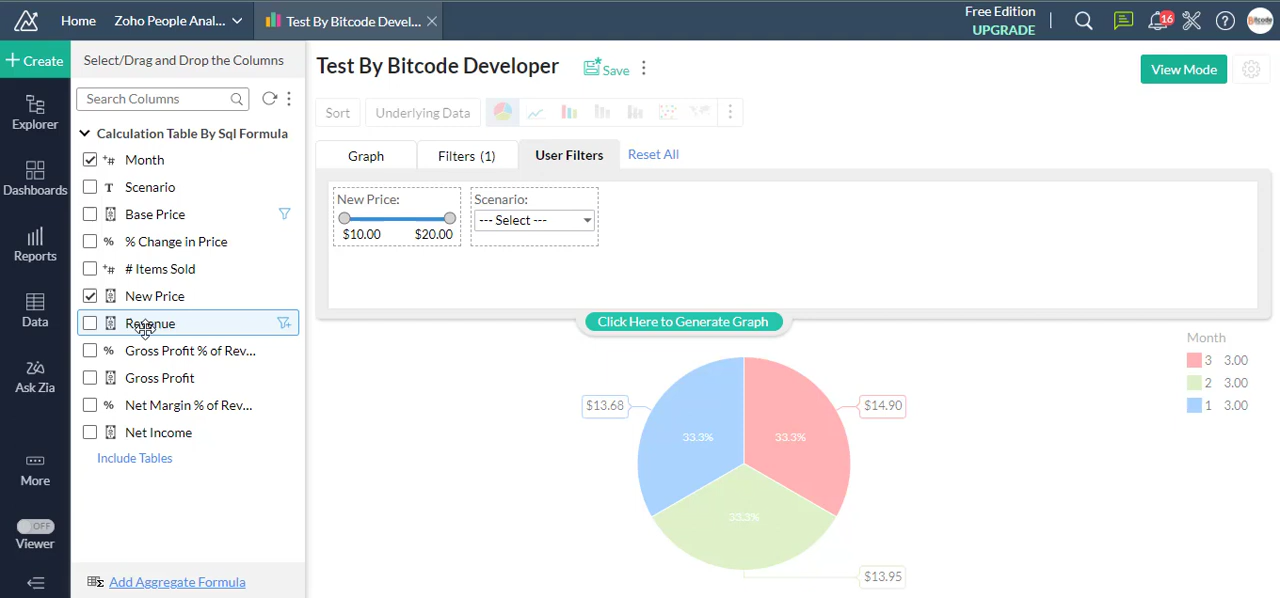 Home
Zoho People Anal...
Test By Bitcode Devel...
Free Edition
UPGRADE
16
Create
Select/Drag and Drop the Columns
Test By Bitcode Developer
Save
View Mode
Search Columns
Explorer
Dashboards
Reports
Data
Ask Zia
More
OFF
Viewer
Calculation Table By Sql Formula
Month
T Scenario
Base Price
% % Change in Price
# Items Sold
New Price
Revenue
% Gross Profit % of Rev...
Gross Profit
% Net Margin % of Rev...
Net Income
Include Tables
Add Aggregate Formula
Sort
Underlying Data
Graph
Filters (1)
User Filters
Reset All
New Price:
$10.00 $20.00
Scenario:
--- Select ---
Click Here to Generate Graph
Month
3 3.00
2 3.00
1 3.00
$13.68
$14.90
33.3%
33.3%
33.3%
$13.95